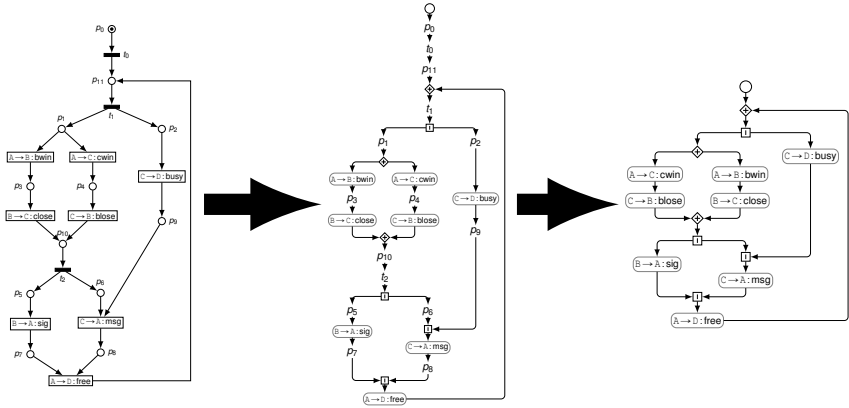 p0
t0
p11
t1
p1
p2
A→B:bwin
A→C:cwin
C→D:busy
p3
p4
B→C:close
C→B:blose
p9
p10
t2
p5
p6
B→A:sig
C→A:msg
p7
p8
A→D:free
p0
t0
p11
t1
p1
p2
A→B:bwin
A→C:cwin
p3
p4
C→D:busy
B→C:close
C→B:blose
p9
p10
t2
p5
p6
B→A:sig
C→A:msg
p7
p8
A→D:free
C→D:busy
A→C:cwin
A→B:bwin
C→B:blose
B→C:close
B→A:sig
C→A:msg
A→D:free